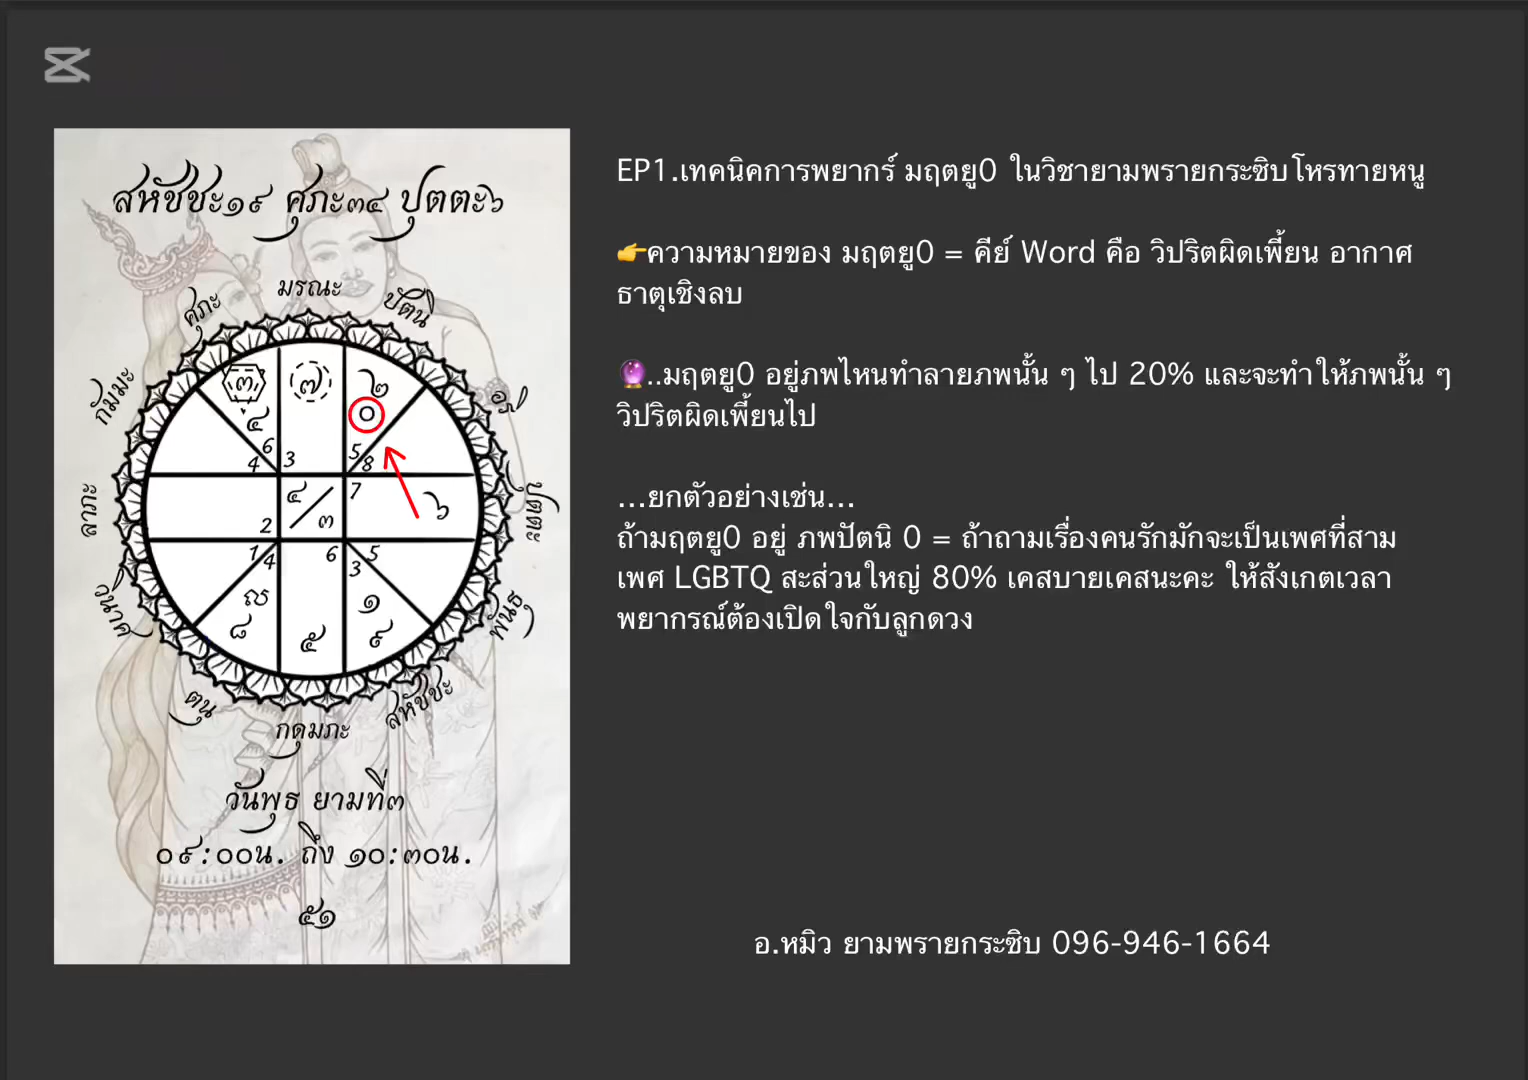 สหัชชะ๑๙ ศุภะ๓๔ ปุตตะ๖
มรณะ
ศุภะ
ปัตนิ
กัมมะ
อริ
ลาภะ
ปุตตะ
วินาศ
พันธุ
ตนุ
สหัชชะ
กดุมภะ
๓
๗
๒
๐
๔
6
4
3
5
8
๔
๓
7
๖
2
1
4
6
5
3
ล
๑
๘
๕
๙
วันพุธ ยามที่๓
๐๙:๐๐น. ถึง ๑๐:๓๐น.
๕๑
EP1.เทคนิคการพยากร์ มฤตยู0 ในวิชายามพรายกระซิบโหรทายหนู
👉ความหมายของ มฤตยู0 = คีย์ Word คือ วิปริตผิดเพี้ยน อากาศ
ธาตุเชิงลบ
🔮..มฤตยู0 อยู่ภพไหนทำลายภพนั้น ๆ ไป 20% และจะทำให้ภพนั้น ๆ
วิปริตผิดเพี้ยนไป
...ยกตัวอย่างเช่น...
ถ้ามฤตยู0 อยู่ ภพปัตนิ 0 = ถ้าถามเรื่องคนรักมักจะเป็นเพศที่สาม
เพศ LGBTQ สะส่วนใหญ่ 80% เคสบายเคสนะคะ ให้สังเกตเวลา
พยากรณ์ต้องเปิดใจกับลูกดวง
อ.หมิว ยามพรายกระซิบ 096-946-1664